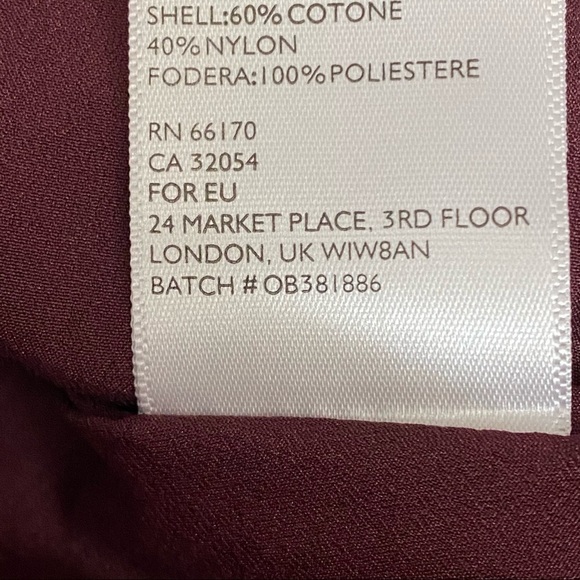 SHELL:60% COTONE
40% NYLON
FODERA:100% POLIESTERE
RN 66170
CA 32054
FOR EU
24 MARKET PLACE, 3RD FLOOR
LONDON, UK WIW8AN
BATCH # OB381886